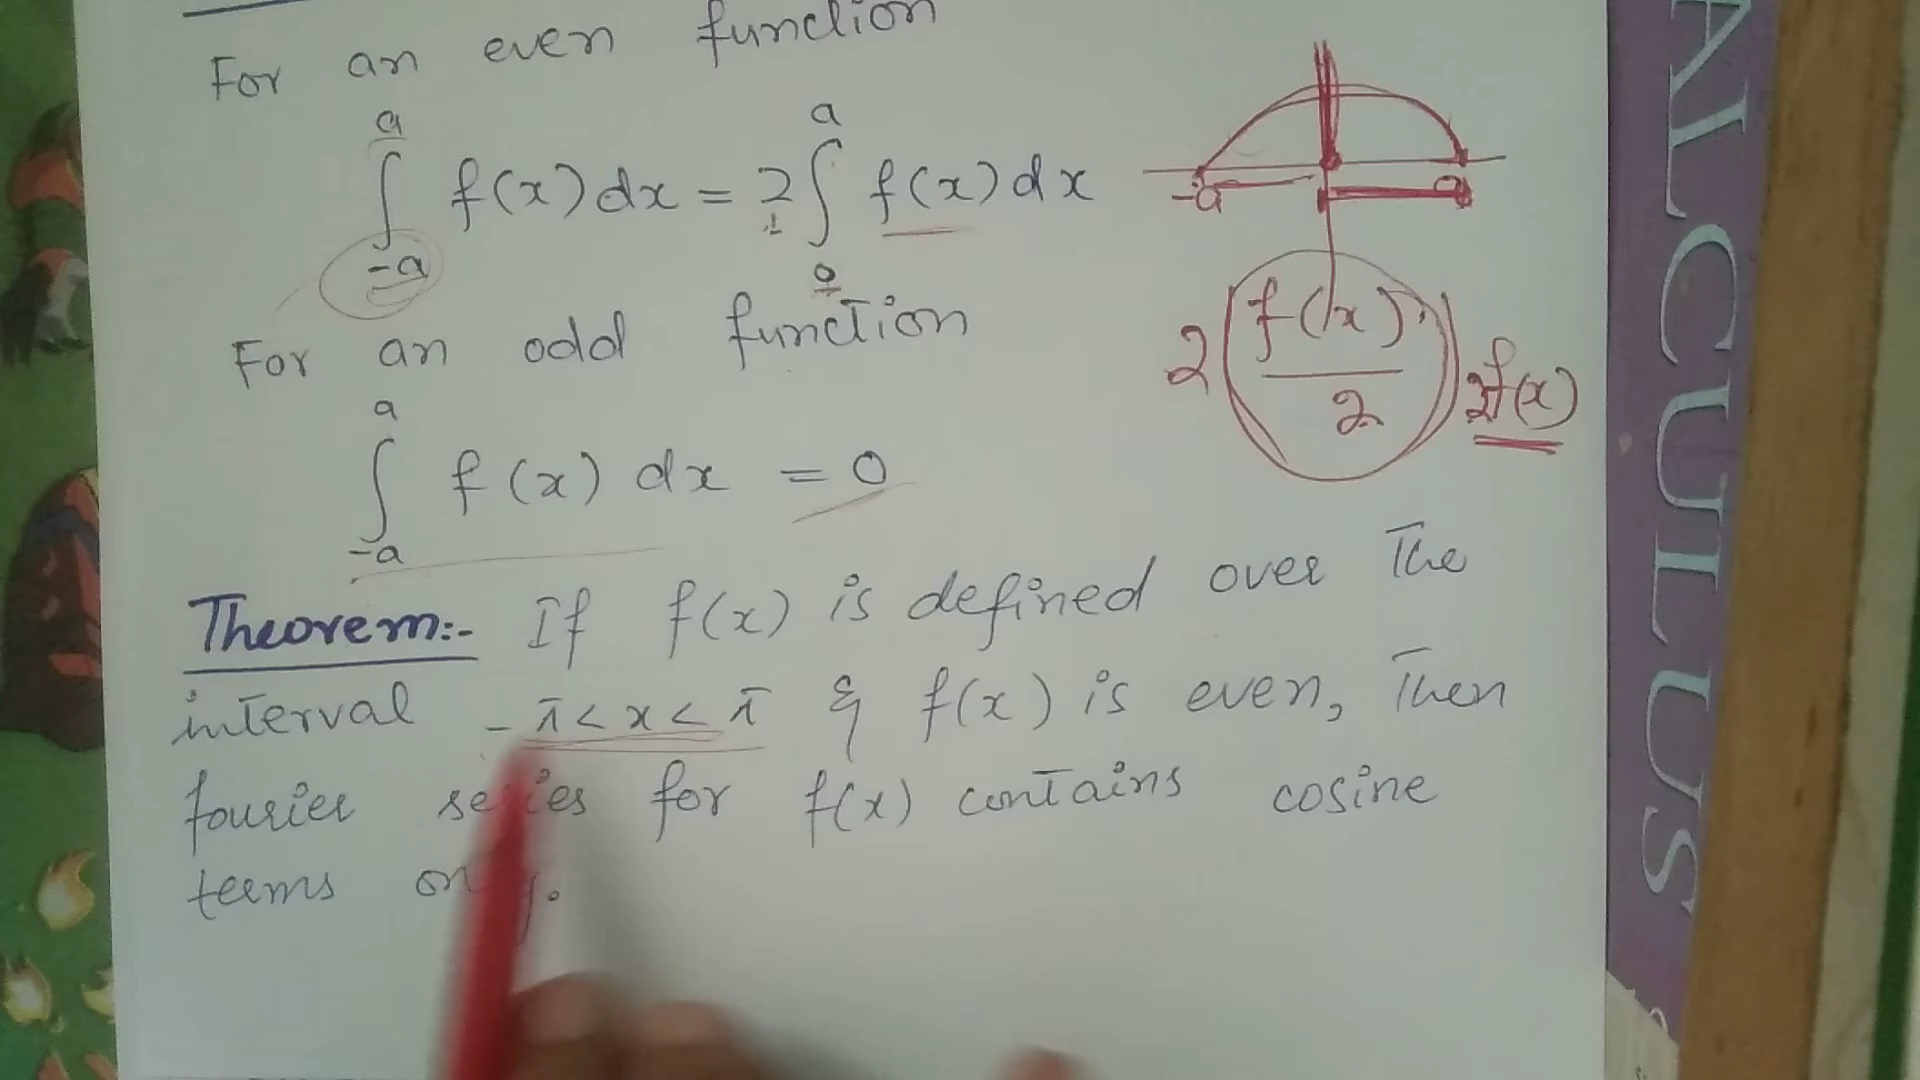 For an even function
∫_{-a}^{a} f(x) dx = 2 ∫_{0}^{a} f(x) dx
-a a
2 (f(x)/2) 2f(x)
For an odd function
∫_{-a}^{a} f(x) dx = 0
Theorem:- If f(x) is defined over The
interval -π < x < π & f(x) is even, Then
fourier series for f(x) contains cosine
terms only.
ALCULUS